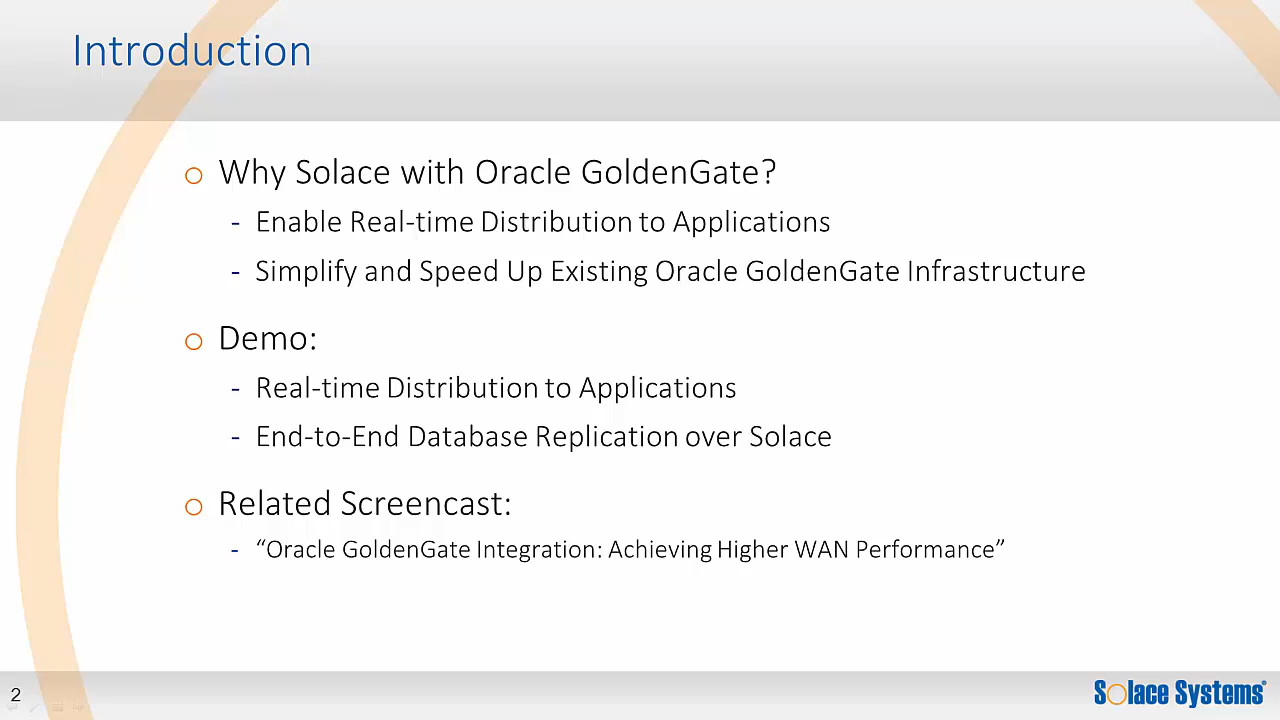 Introduction
Why Solace with Oracle GoldenGate?
- Enable Real-time Distribution to Applications
- Simplify and Speed Up Existing Oracle GoldenGate Infrastructure
Demo:
- Real-time Distribution to Applications
- End-to-End Database Replication over Solace
Related Screencast:
- “Oracle GoldenGate Integration: Achieving Higher WAN Performance”
2
Solace Systems®